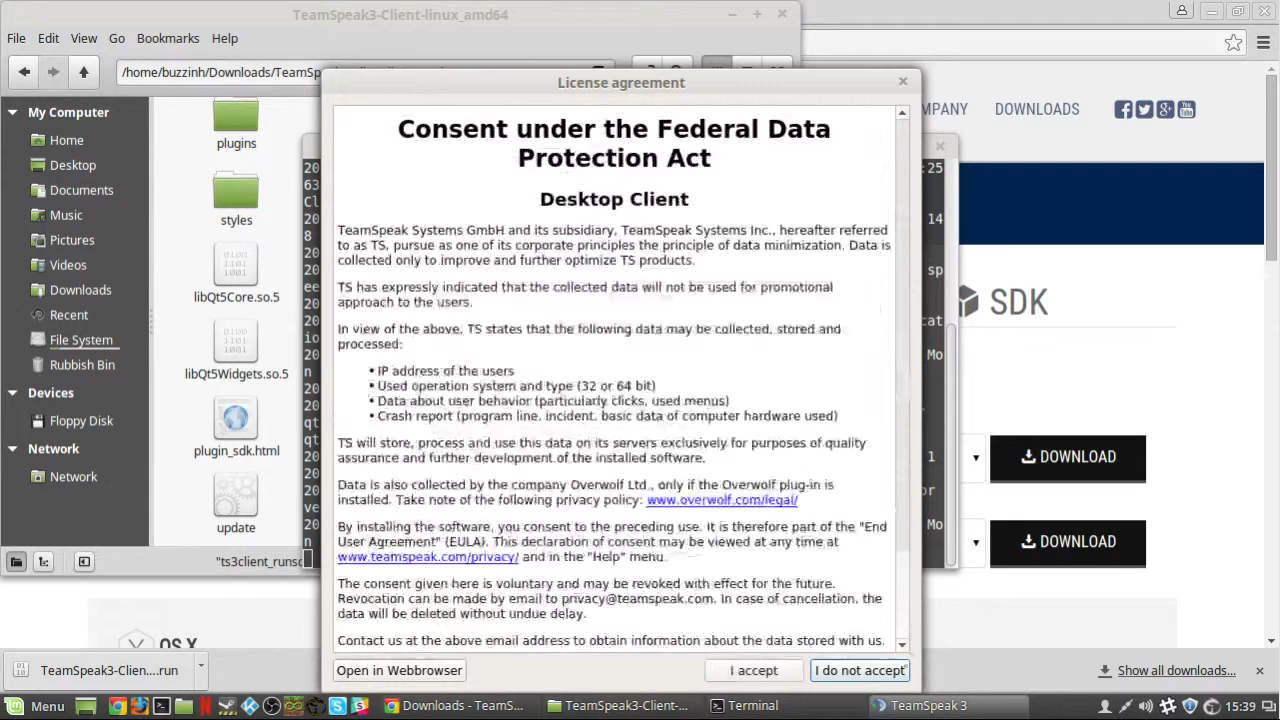 TeamSpeak3-Client-linux_amd64
File Edit View Go Bookmarks Help
/home/buzzinh/Downloads/TeamSp
My Computer
Home
Desktop
Documents
Music
Pictures
Videos
Downloads
Recent
File System
Rubbish Bin
Devices
Floppy Disk
Network
Network
plugins
styles
libQt5Core.so.5
libQt5Widgets.so.5
plugin_sdk.html
update
"ts3client_runsc
License agreement
Consent under the Federal Data
Protection Act
Desktop Client
TeamSpeak Systems GmbH and its subsidiary, TeamSpeak Systems Inc., hereafter referred
to as TS, pursue as one of its corporate principles the principle of data minimization. Data is
collected only to improve and further optimize TS products.
TS has expressly indicated that the collected data will not be used for promotional
approach to the users.
In view of the above, TS states that the following data may be collected, stored and
processed:
• IP address of the users
• Used operation system and type (32 or 64 bit)
• Data about user behavior (particularly clicks, used menus)
• Crash report (program line, incident, basic data of computer hardware used)
TS will store, process and use this data on its servers exclusively for purposes of quality
assurance and further development of the installed software.
Data is also collected by the company Overwolf Ltd., only if the Overwolf plug-in is
installed. Take note of the following privacy policy: www.overwolf.com/legal/
By installing the software, you consent to the preceding use. It is therefore part of the "End
User Agreement" (EULA). This declaration of consent may be viewed at any time at
www.teamspeak.com/privacy/ and in the "Help" menu.
The consent given here is voluntary and may be revoked with effect for the future.
Revocation can be made by email to privacy@teamspeak.com. In case of cancellation, the
data will be deleted without undue delay.
Contact us at the above email address to obtain information about the data stored with us.
Open in Webbrowser
I accept
I do not accept
MPANY DOWNLOADS
SDK
DOWNLOAD
DOWNLOAD
OS X
TeamSpeak3-Clien....run
Show all downloads...
Menu
Downloads - TeamS...
TeamSpeak3-Client-...
Terminal
TeamSpeak 3
15:39